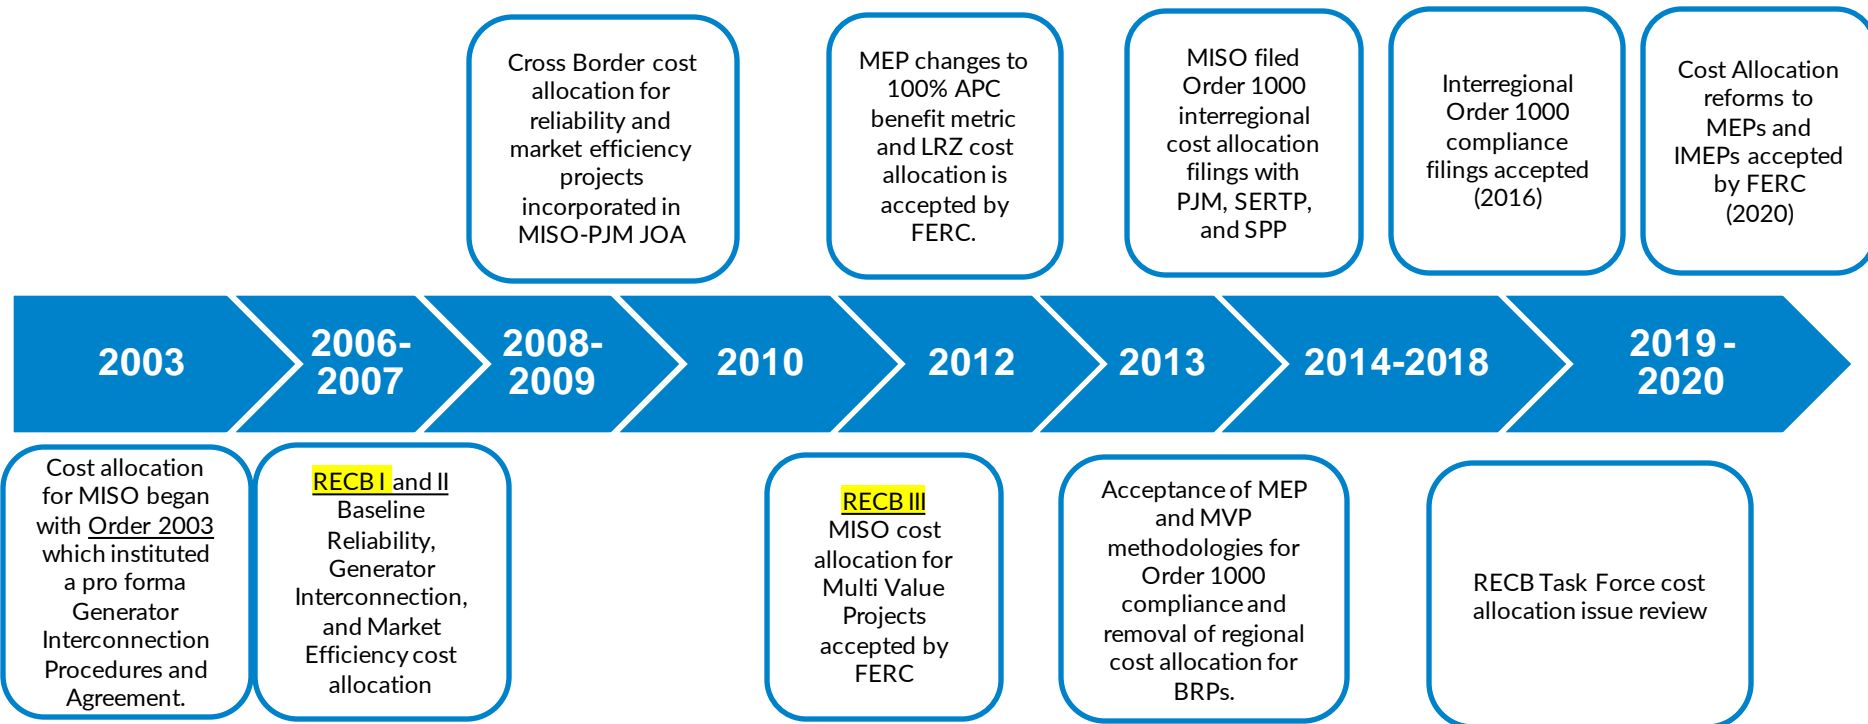 Cross Border cost
allocation for
reliability and
market efficiency
projects
incorporated in
MISO-PJM JOA
MEP changes to
100% APC
benefit metric
and LRZ cost
allocation is
accepted by
FERC.
MISO filed
Order 1000
interregional
cost allocation
filings with
PJM, SERTP,
and SPP
Interregional
Order 1000
compliance
filings accepted
(2016)
Cost Allocation
reforms to
MEPs and
IMEPs accepted
by FERC
(2020)
2003
2006-
2007
2008-
2009
2010
2012
2013
2014-2018
2019 -
2020
Cost allocation
for MISO began
with Order 2003
which instituted
a pro forma
Generator
Interconnection
Procedures and
Agreement.
RECB I and II
Baseline
Reliability,
Generator
Interconnection,
and Market
Efficiency cost
allocation
RECB III
MISO cost
allocation for
Multi Value
Projects
accepted by
FERC
Acceptance of MEP
and MVP
methodologies for
Order 1000
compliance and
removal of regional
cost allocation for
BRPs.
RECB Task Force cost
allocation issue review